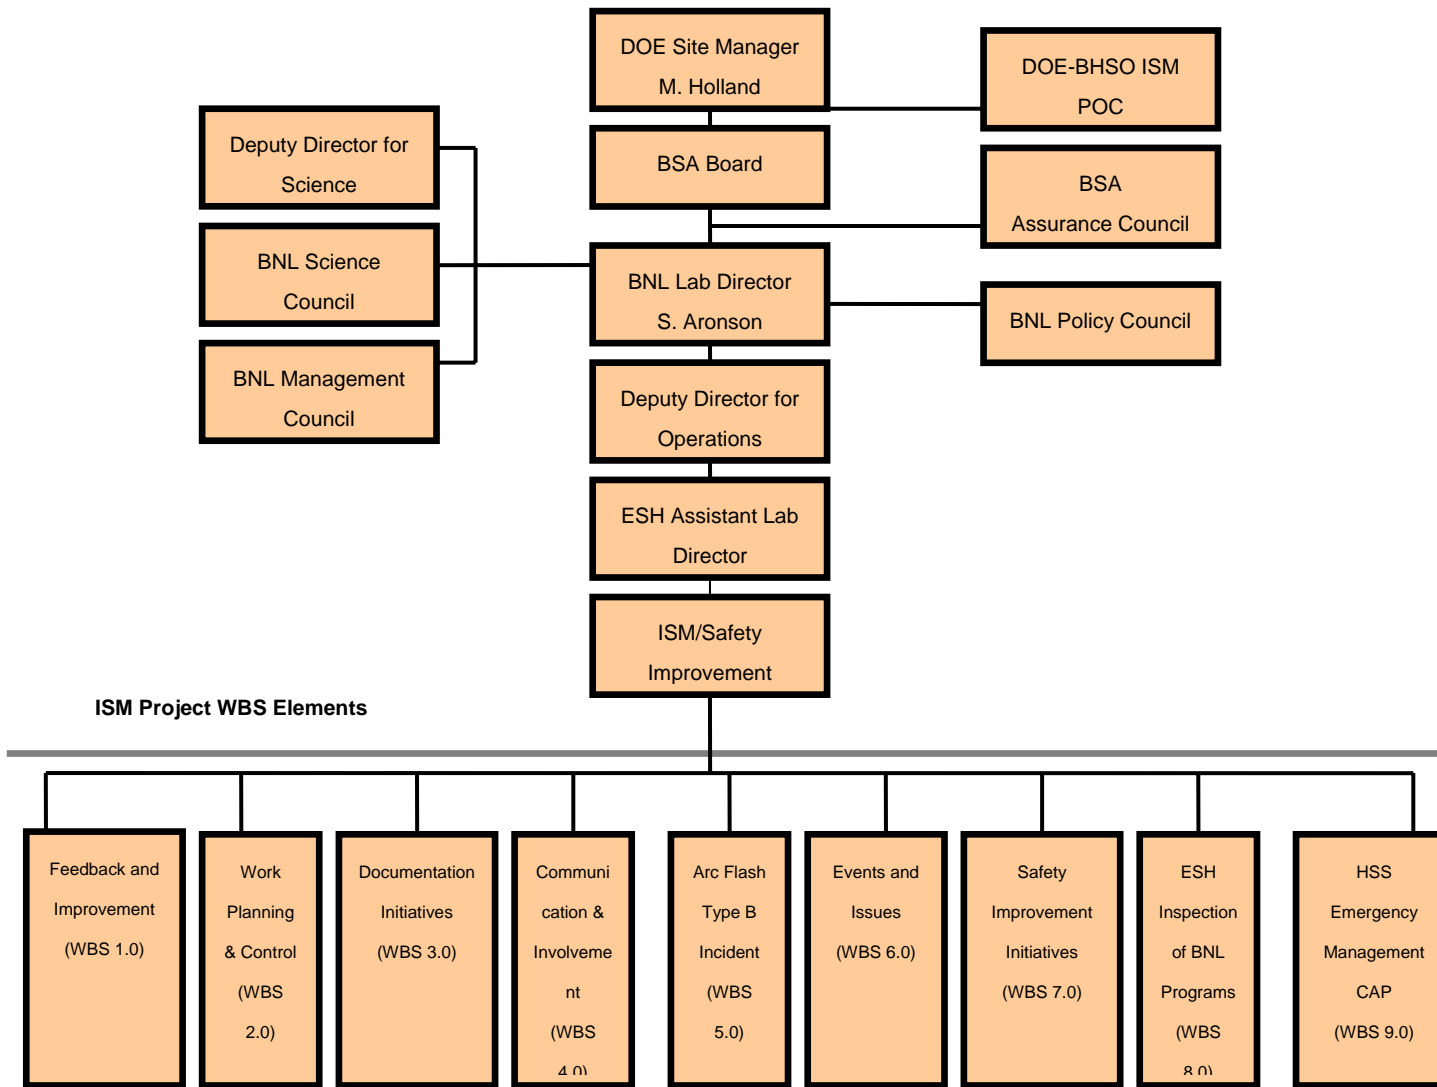 DOE Site Manager
M. Holland
DOE-BHSO ISM
POC
Deputy Director for
Science
BSA Board
BSA
Assurance Council
BNL Science
Council
BNL Lab Director
S. Aronson
BNL Policy Council
BNL Management
Council
Deputy Director for
Operations
ESH Assistant Lab
Director
ISM/Safety
Improvement
ISM Project WBS Elements
Feedback and
Improvement
(WBS 1.0)
Work
Planning
& Control
(WBS
2.0)
Documentation
Initiatives
(WBS 3.0)
Communi
cation &
Involveme
nt
(WBS
4.0)
Arc Flash
Type B
Incident
(WBS
5.0)
Events and
Issues
(WBS 6.0)
Safety
Improvement
Initiatives
(WBS 7.0)
ESH
Inspection
of BNL
Programs
(WBS
8.0)
HSS
Emergency
Management
CAP
(WBS 9.0)